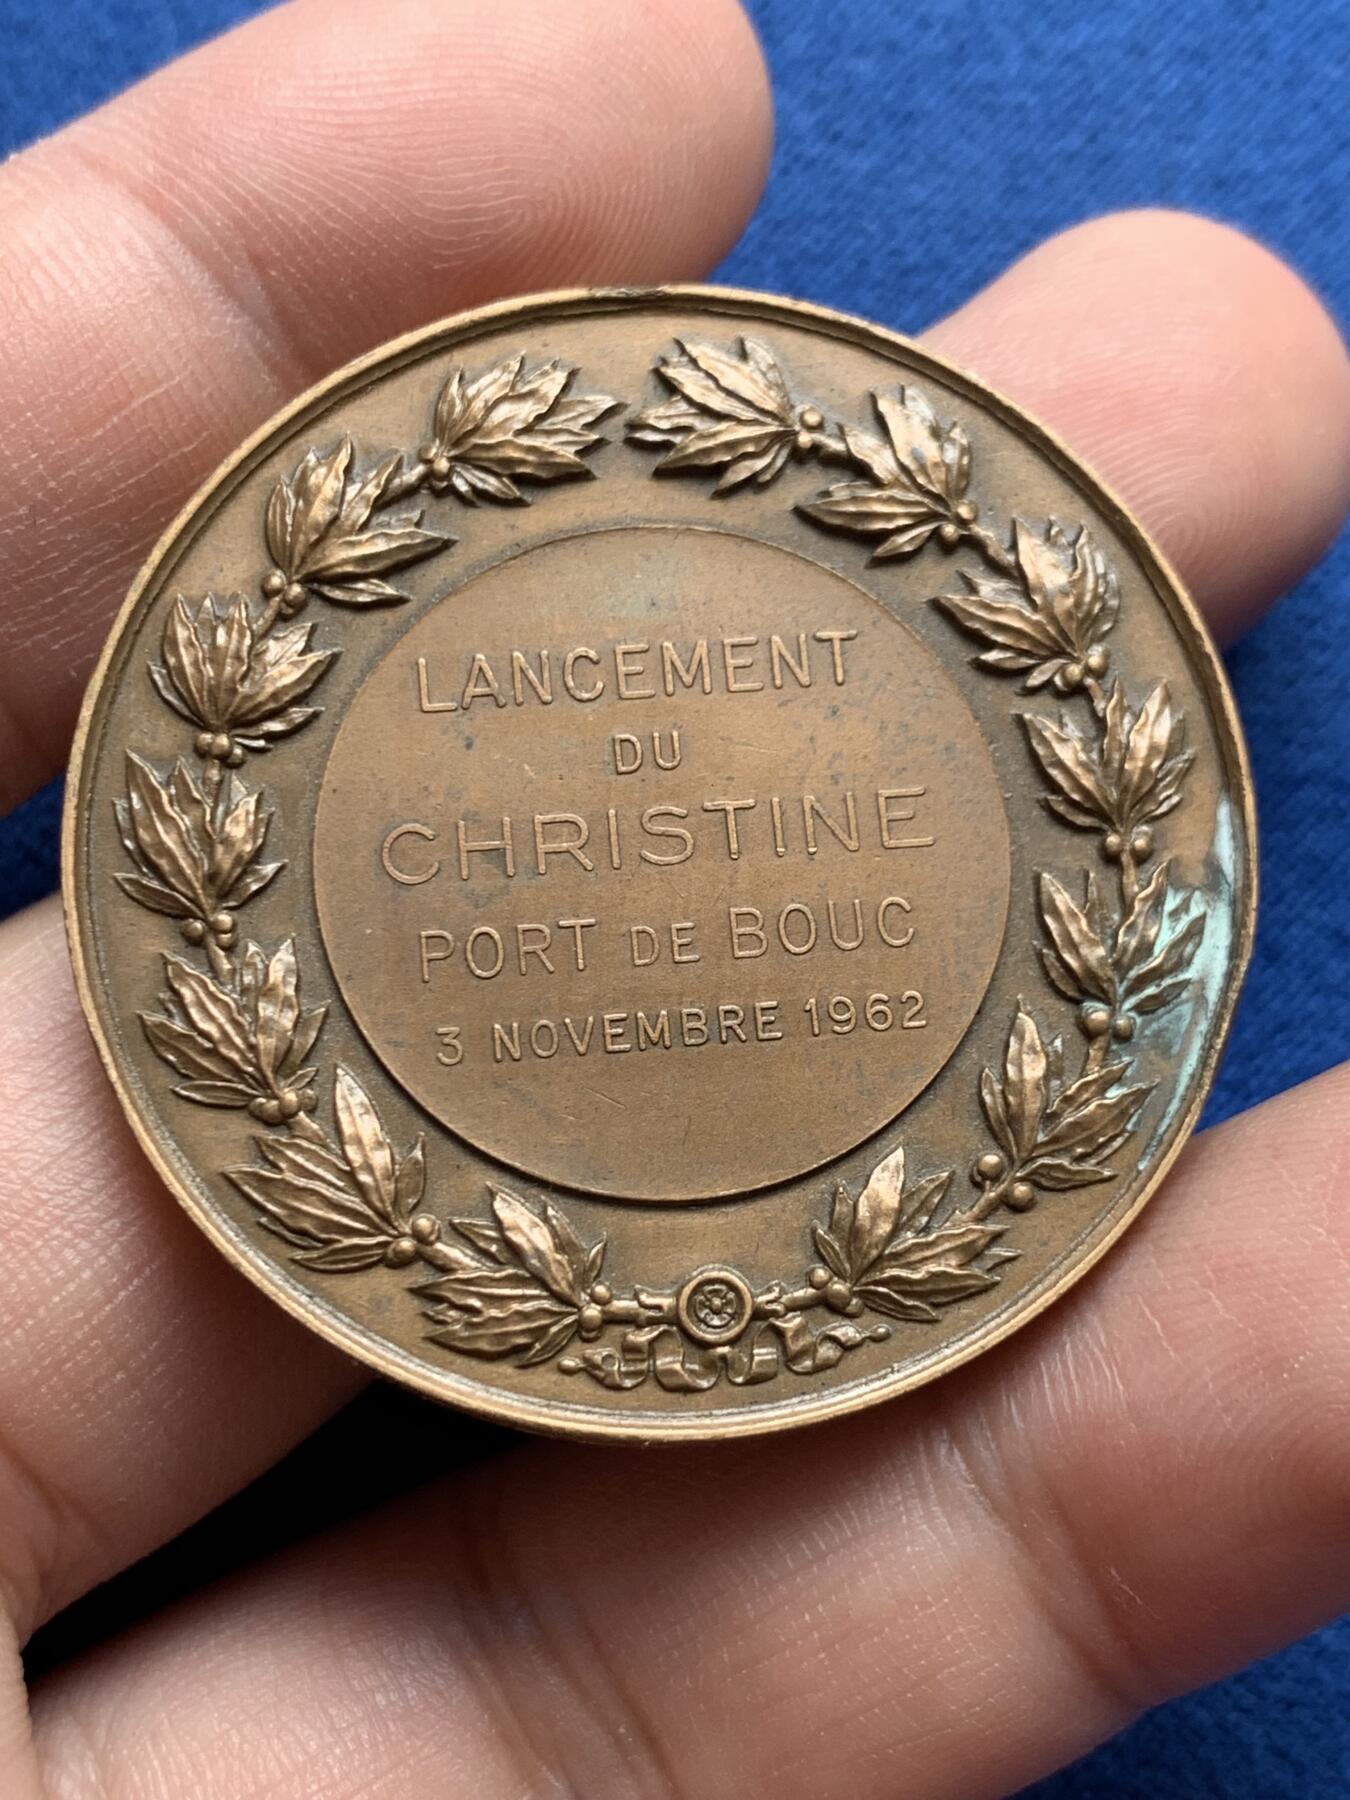 LANCEMENT
DU
CHRISTINE
PORT DE BOUC
3 NOVEMBRE 1962